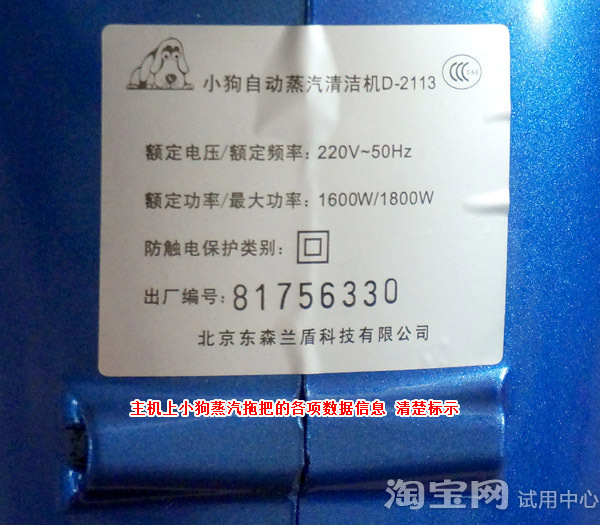 小狗自动蒸汽清洁机D-2113
额定电压/额定频率：220V~50Hz
额定功率/最大功率：1600W/1800W
防触电保护类别：
出厂编号：81756330
北京东森兰盾科技有限公司
主机上小狗蒸汽拖把的各项数据信息 清楚标示
淘宝网 试用中心